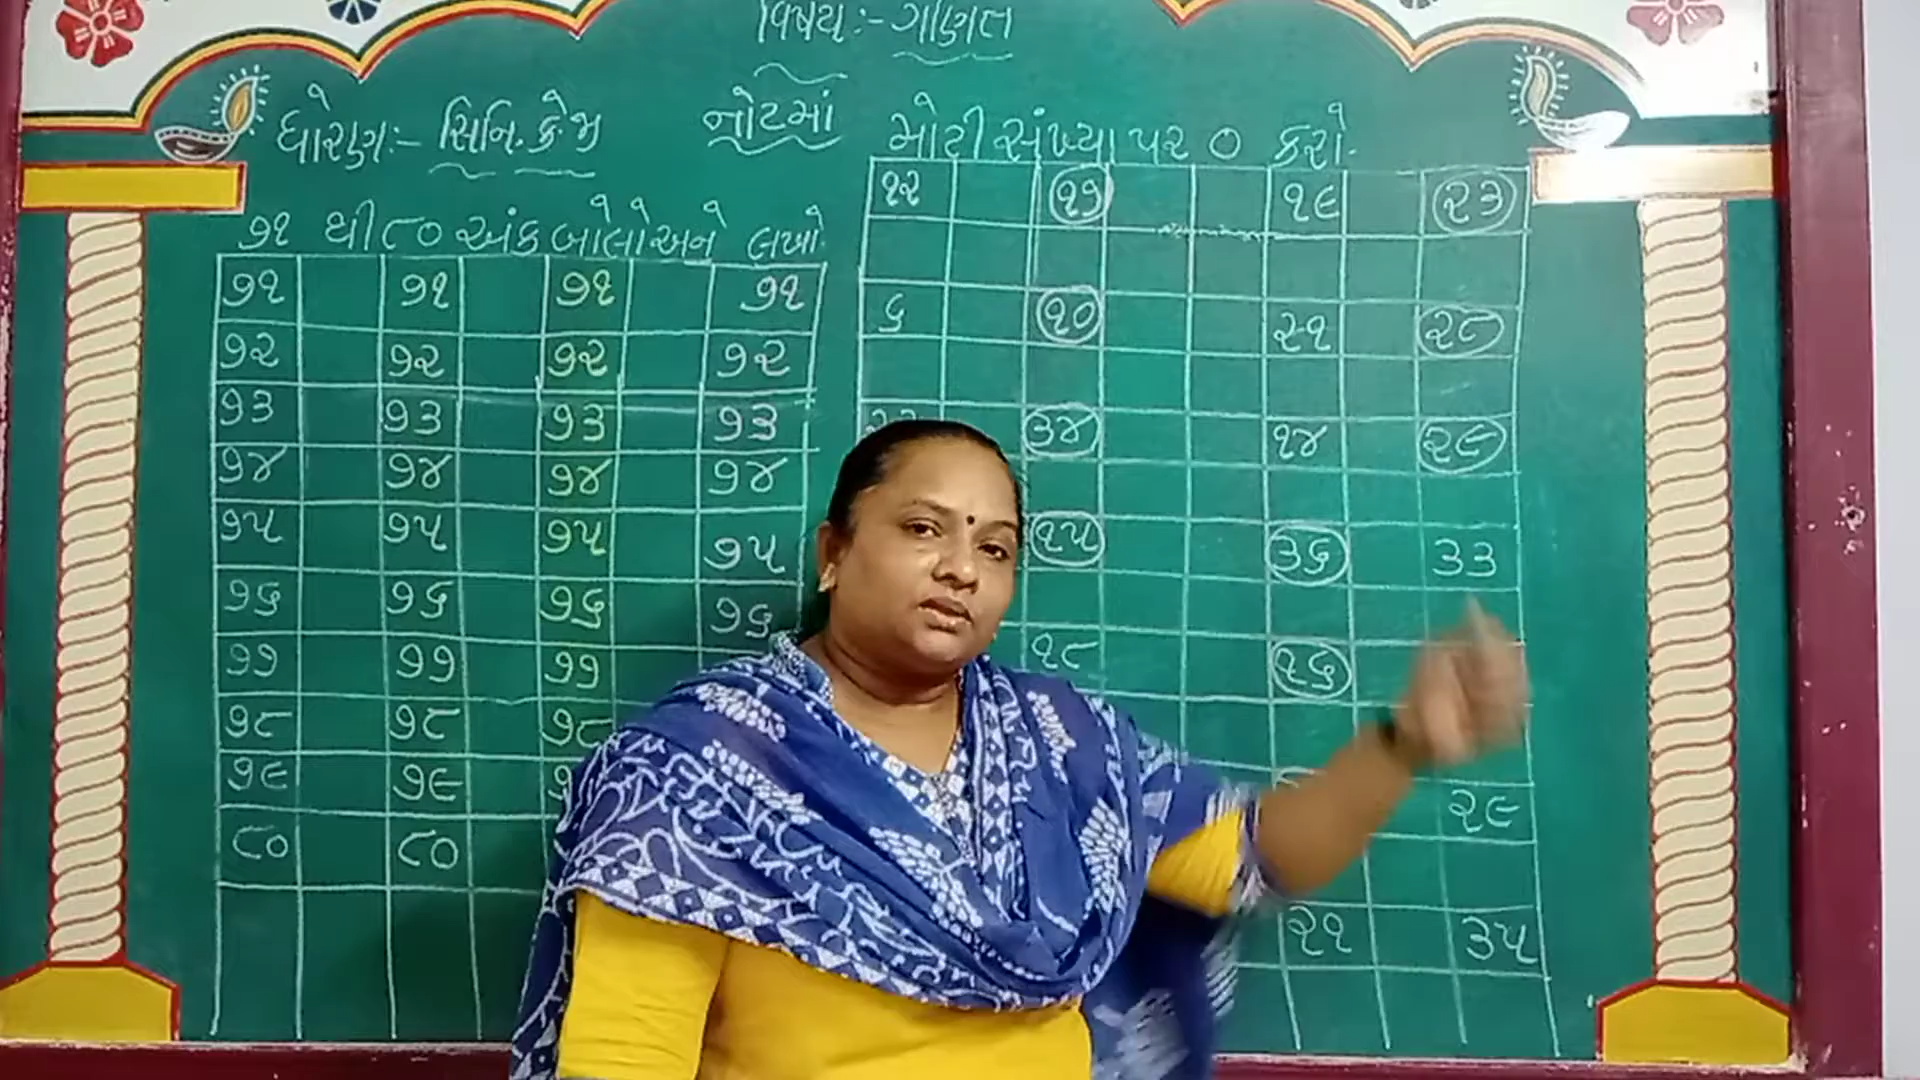 વિષય:- ગણિત
ધોરણ:- સિનિ.કે.જી
નોટમાં
૭૧ થી ૮૦ અંક બોલો અને લખો.
૭૧ ૭૧ ૭૧ ૭૧
૭૨ ૭૨ ૭૨ ૭૨
૭૩ ૭૩ ૭૩ ૭૩
૭૪ ૭૪ ૭૪ ૭૪
૭૫ ૭૫ ૭૫ ૭૫
૭૬ ૭૬ ૭૬ ૭૬
૭૭ ૭૭ ૭૭
૭૮ ૭૮ ૭૮
૭૯ ૭૯
૮૦ ૮૦
મોટી સંખ્યા પર ૦ કરો.
૧૨ ૧૭ ૧૯ ૨૩
૬ ૧૦ ૨૧ ૨૮
૩૪ ૧૪ ૨૯
૧૫ ૩૬ ૩૩
૧૮ ૧૬
૨૯
૨૧ ૩૫